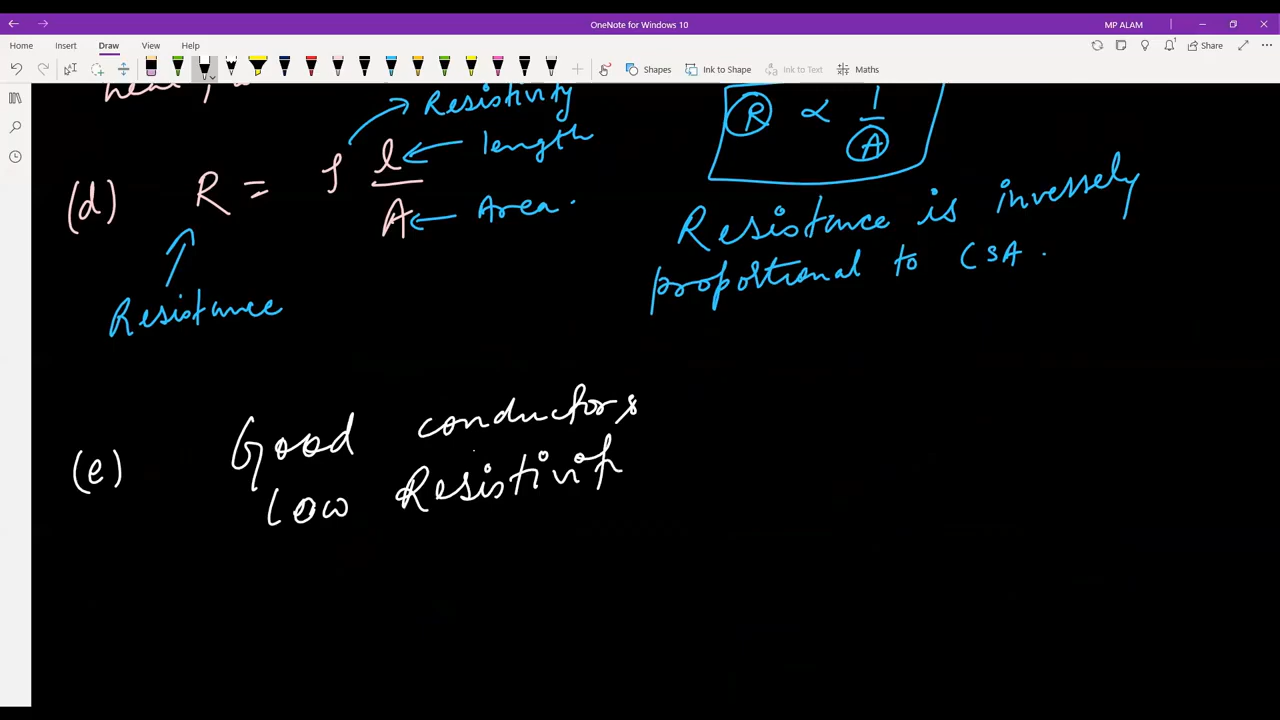 OneNote for Windows 10
MP ALAM
Home Insert Draw View Help
Share
Shapes Ink to Shape Ink to Text Maths
Resistivity
(d) R = ρ l/A
length
Area.
Resistance
R ∝ 1/A
Resistance is inversely
proportional to CSA.
(e) Good conductors
Low Resistivit